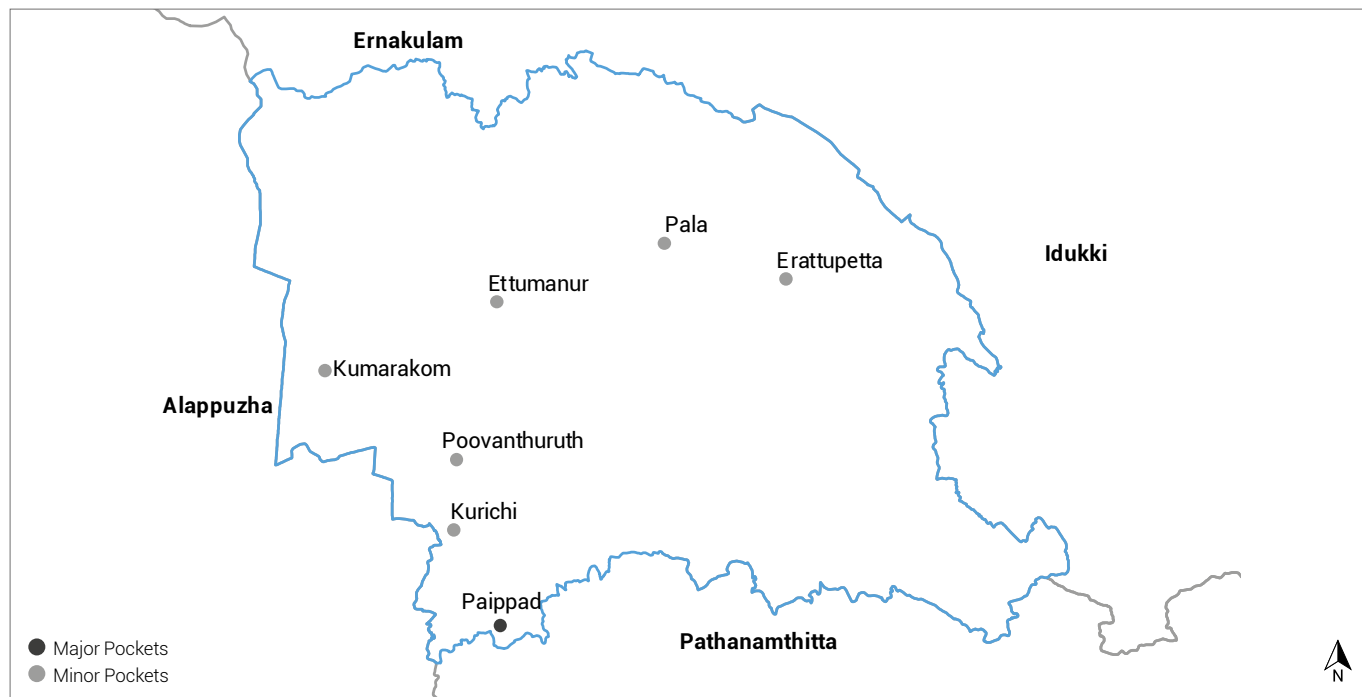 Ernakulam
Pala
Idukki
Erattupetta
Ettumanur
Kumarakom
Alappuzha
Poovanthuruth
Kurichi
Paippad
Pathanamthitta
Major Pockets
Minor Pockets
N